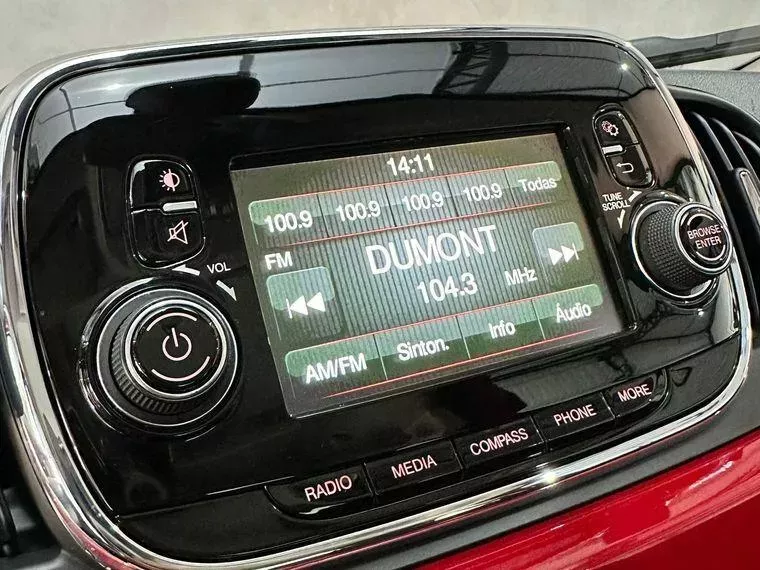 14:11
100.9 100.9 100.9 100.9 Todas
FM
DUMONT
104.3 MHz
AM/FM Sinton. Info Áudio
VOL
TUNE
SCROLL
BROWSE
ENTER
RADIO MEDIA COMPASS PHONE MORE